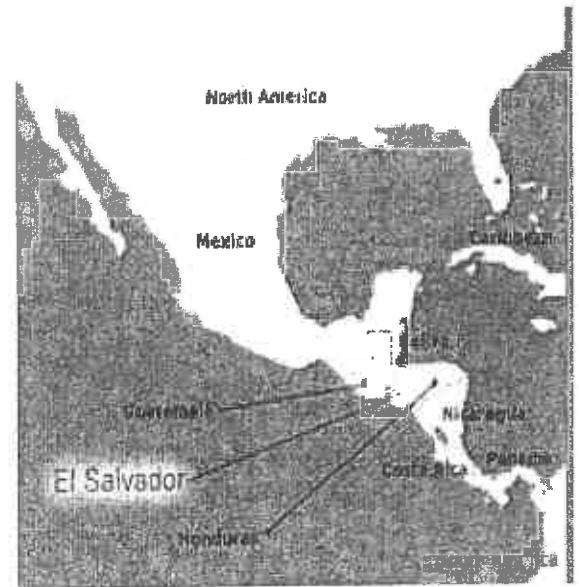 North America
Mexico
Caribbean
Guatemala
Nicaragua
El Salvador
Costa Rica
Panama
Honduras